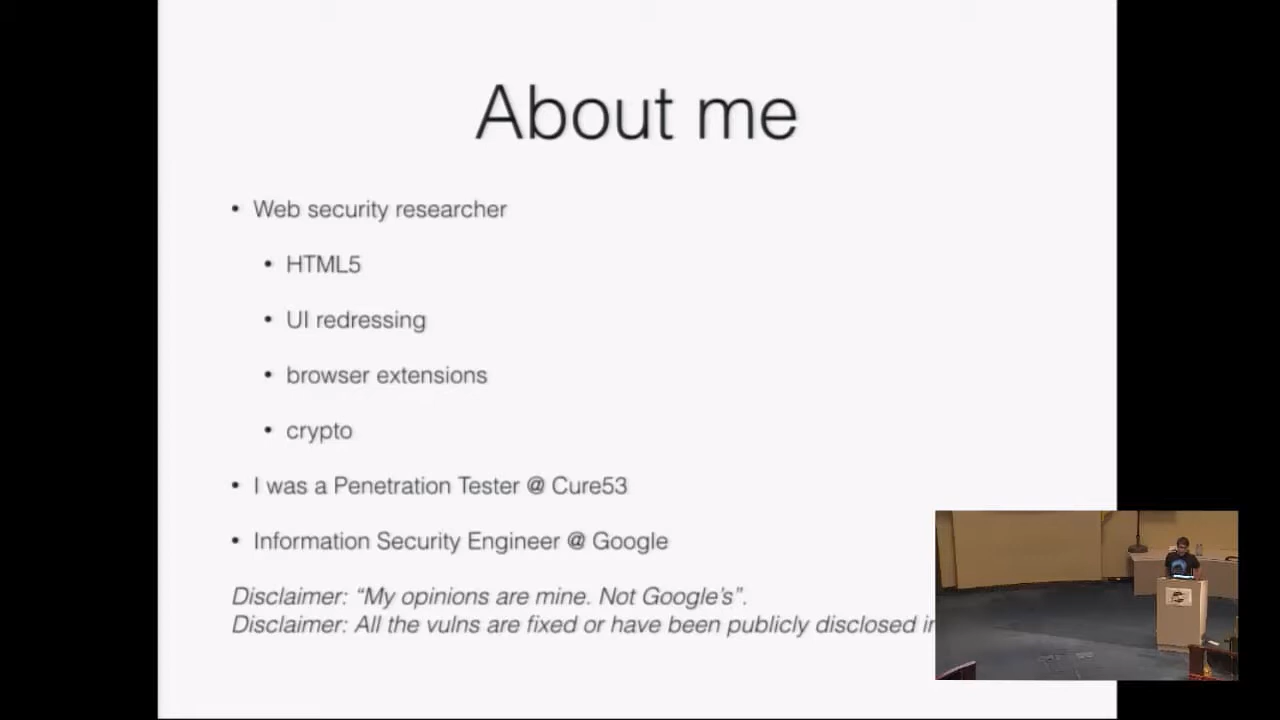 About me
• Web security researcher
• HTML5
• UI redressing
• browser extensions
• crypto
• I was a Penetration Tester @ Cure53
• Information Security Engineer @ Google
Disclaimer: “My opinions are mine. Not Google’s”.
Disclaimer: All the vulns are fixed or have been publicly disclosed